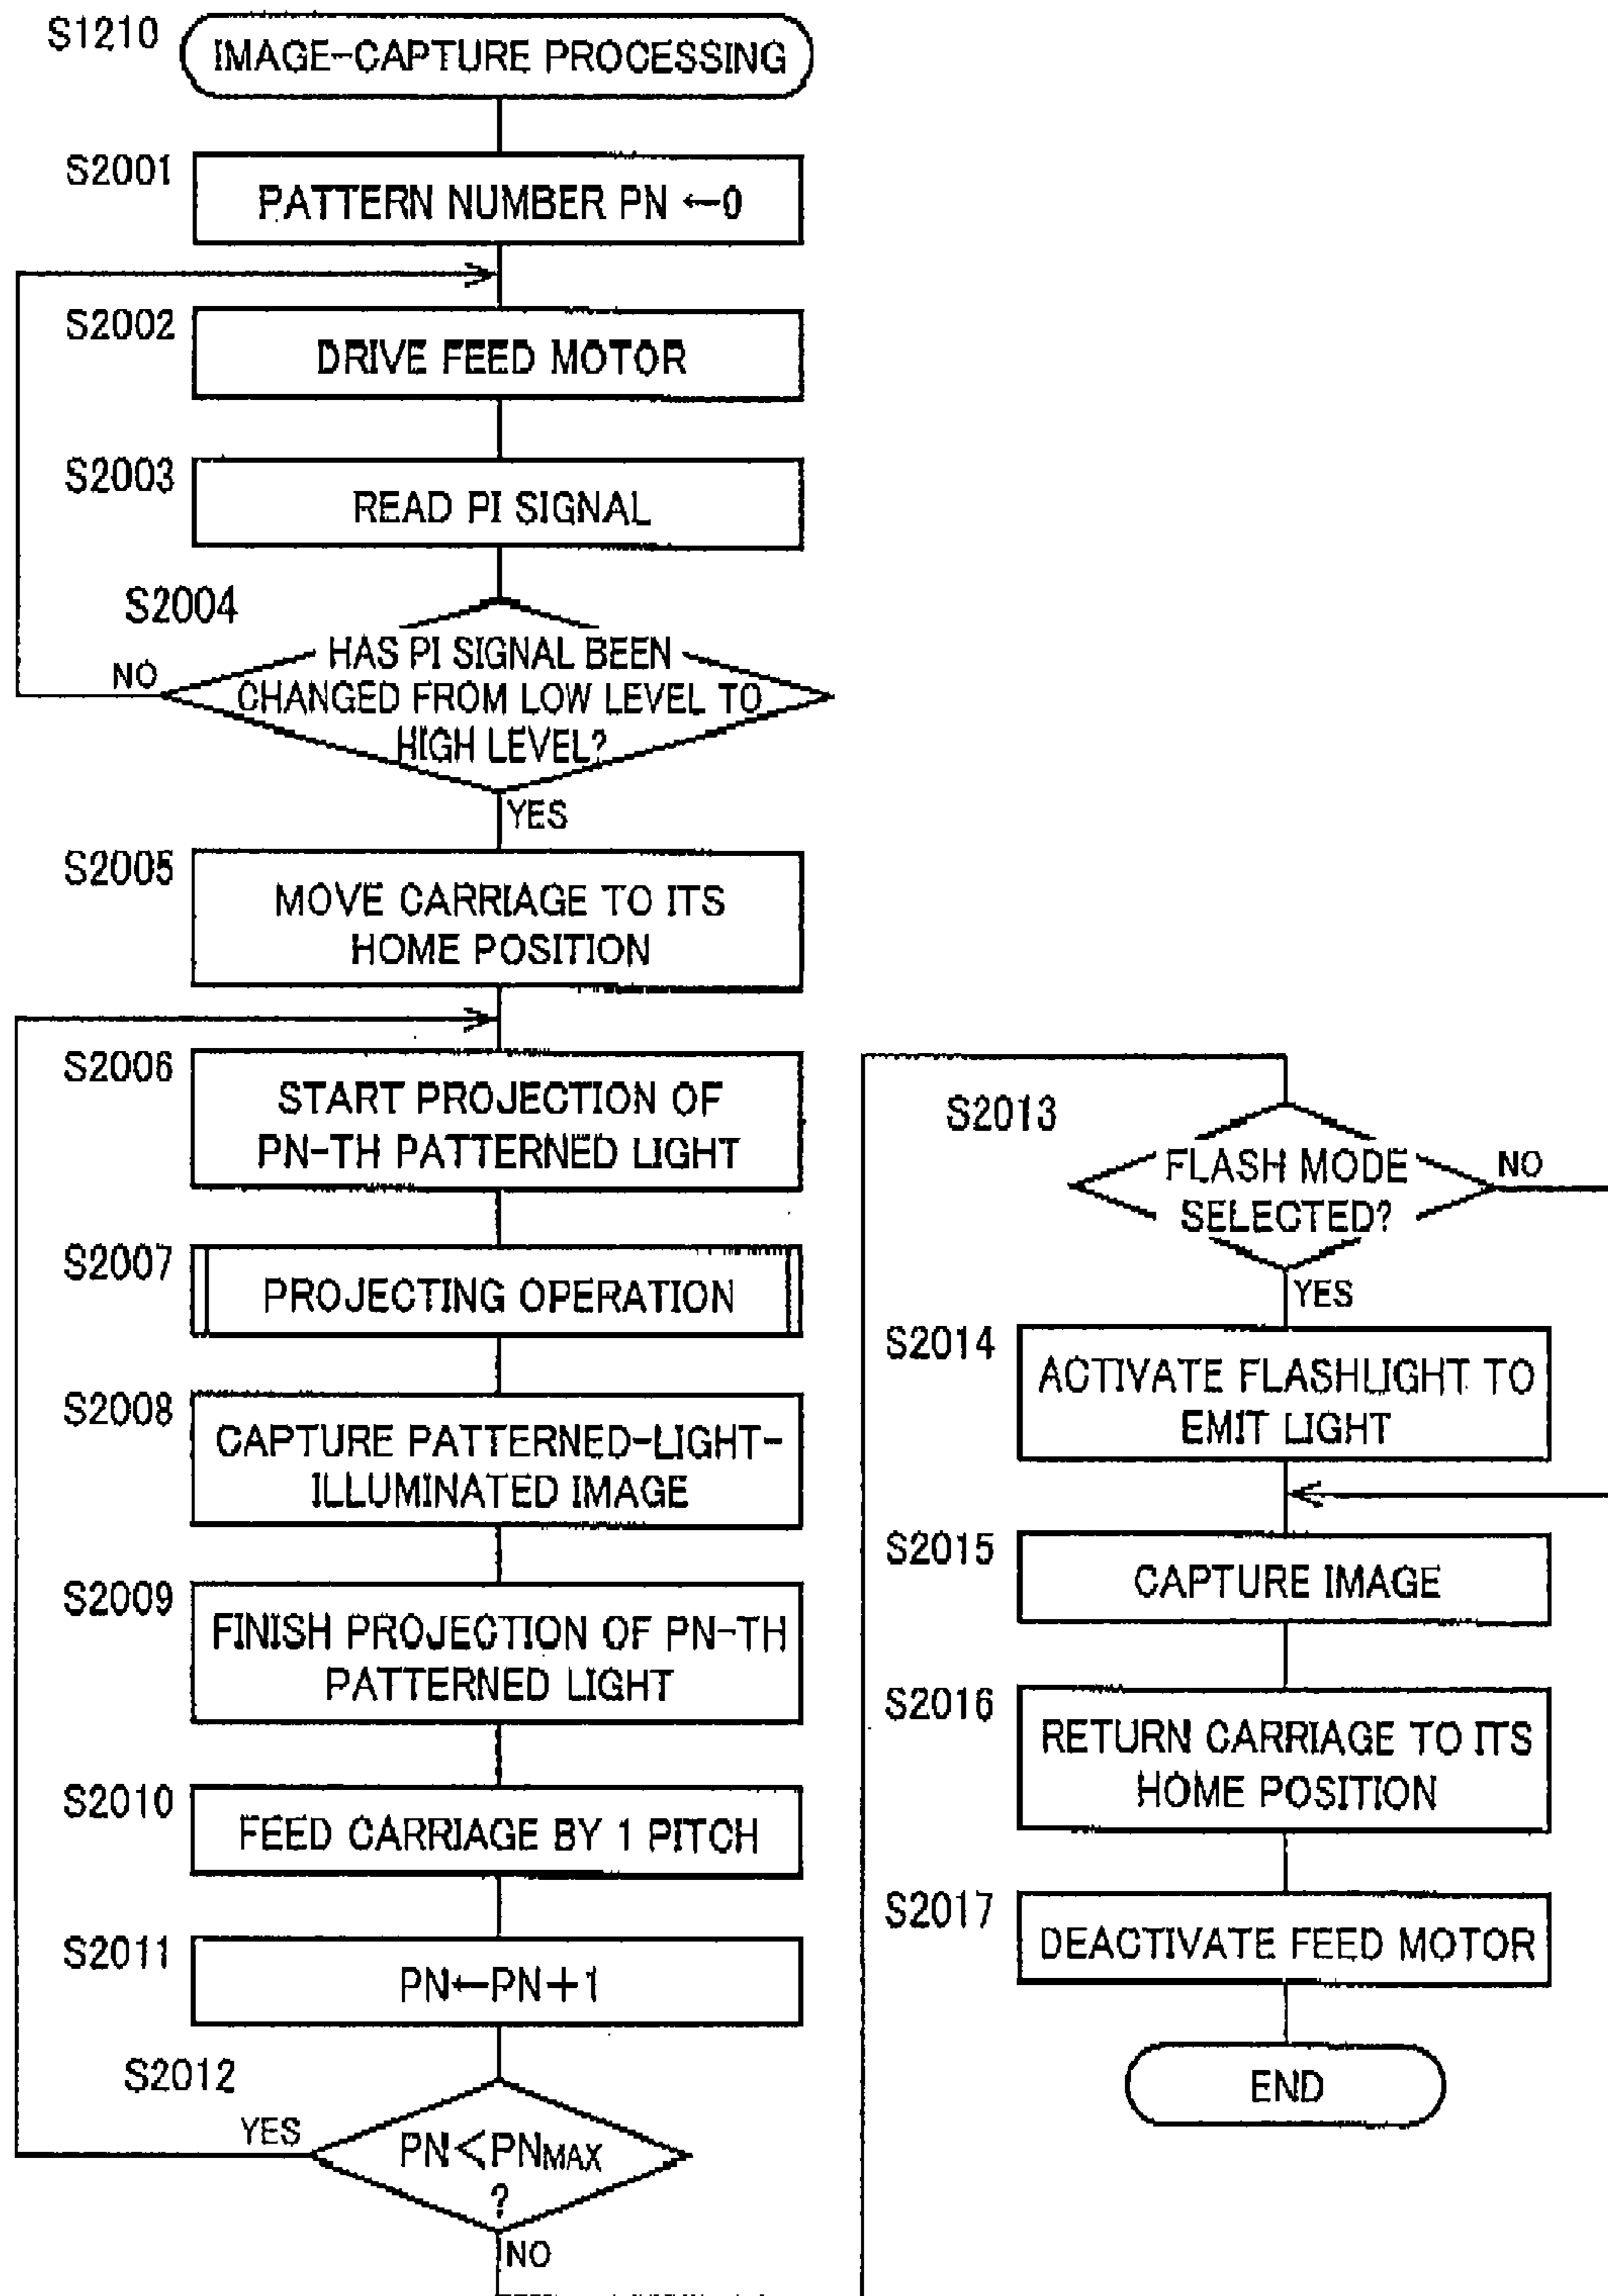 S1210
IMAGE-CAPTURE PROCESSING
S2001
PATTERN NUMBER PN ←0
S2002
DRIVE FEED MOTOR
S2003
READ PI SIGNAL
S2004
HAS PI SIGNAL BEEN
CHANGED FROM LOW LEVEL TO
HIGH LEVEL?
NO
YES
S2005
MOVE CARRIAGE TO ITS
HOME POSITION
S2006
START PROJECTION OF
PN-TH PATTERNED LIGHT
S2007
PROJECTING OPERATION
S2008
CAPTURE PATTERNED-LIGHT-
ILLUMINATED IMAGE
S2009
FINISH PROJECTION OF PN-TH
PATTERNED LIGHT
S2010
FEED CARRIAGE BY 1 PITCH
S2011
PN←PN+1
S2012
PN<PNMAX
?
YES
NO
S2013
FLASH MODE
SELECTED?
NO
YES
S2014
ACTIVATE FLASHLIGHT TO
EMIT LIGHT
S2015
CAPTURE IMAGE
S2016
RETURN CARRIAGE TO ITS
HOME POSITION
S2017
DEACTIVATE FEED MOTOR
END